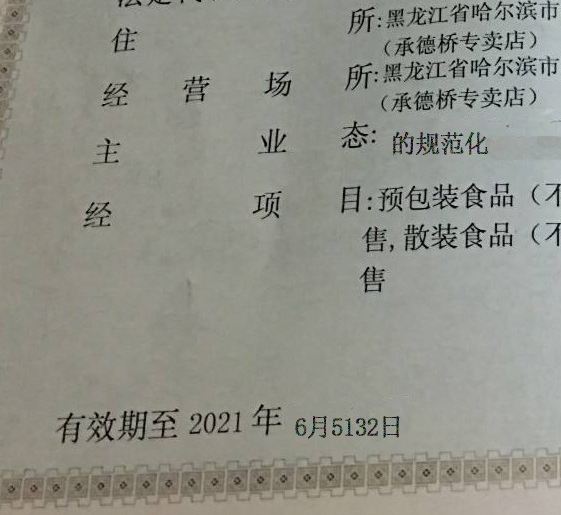 住 所:黑龙江省哈尔滨市
（承德桥专卖店）
经营场所:黑龙江省哈尔滨市
（承德桥专卖店）
主 业 态: 的规范化
经 项 目:预包装食品（不
售,散装食品（不
售
有效期至 2021 年 6月5132日